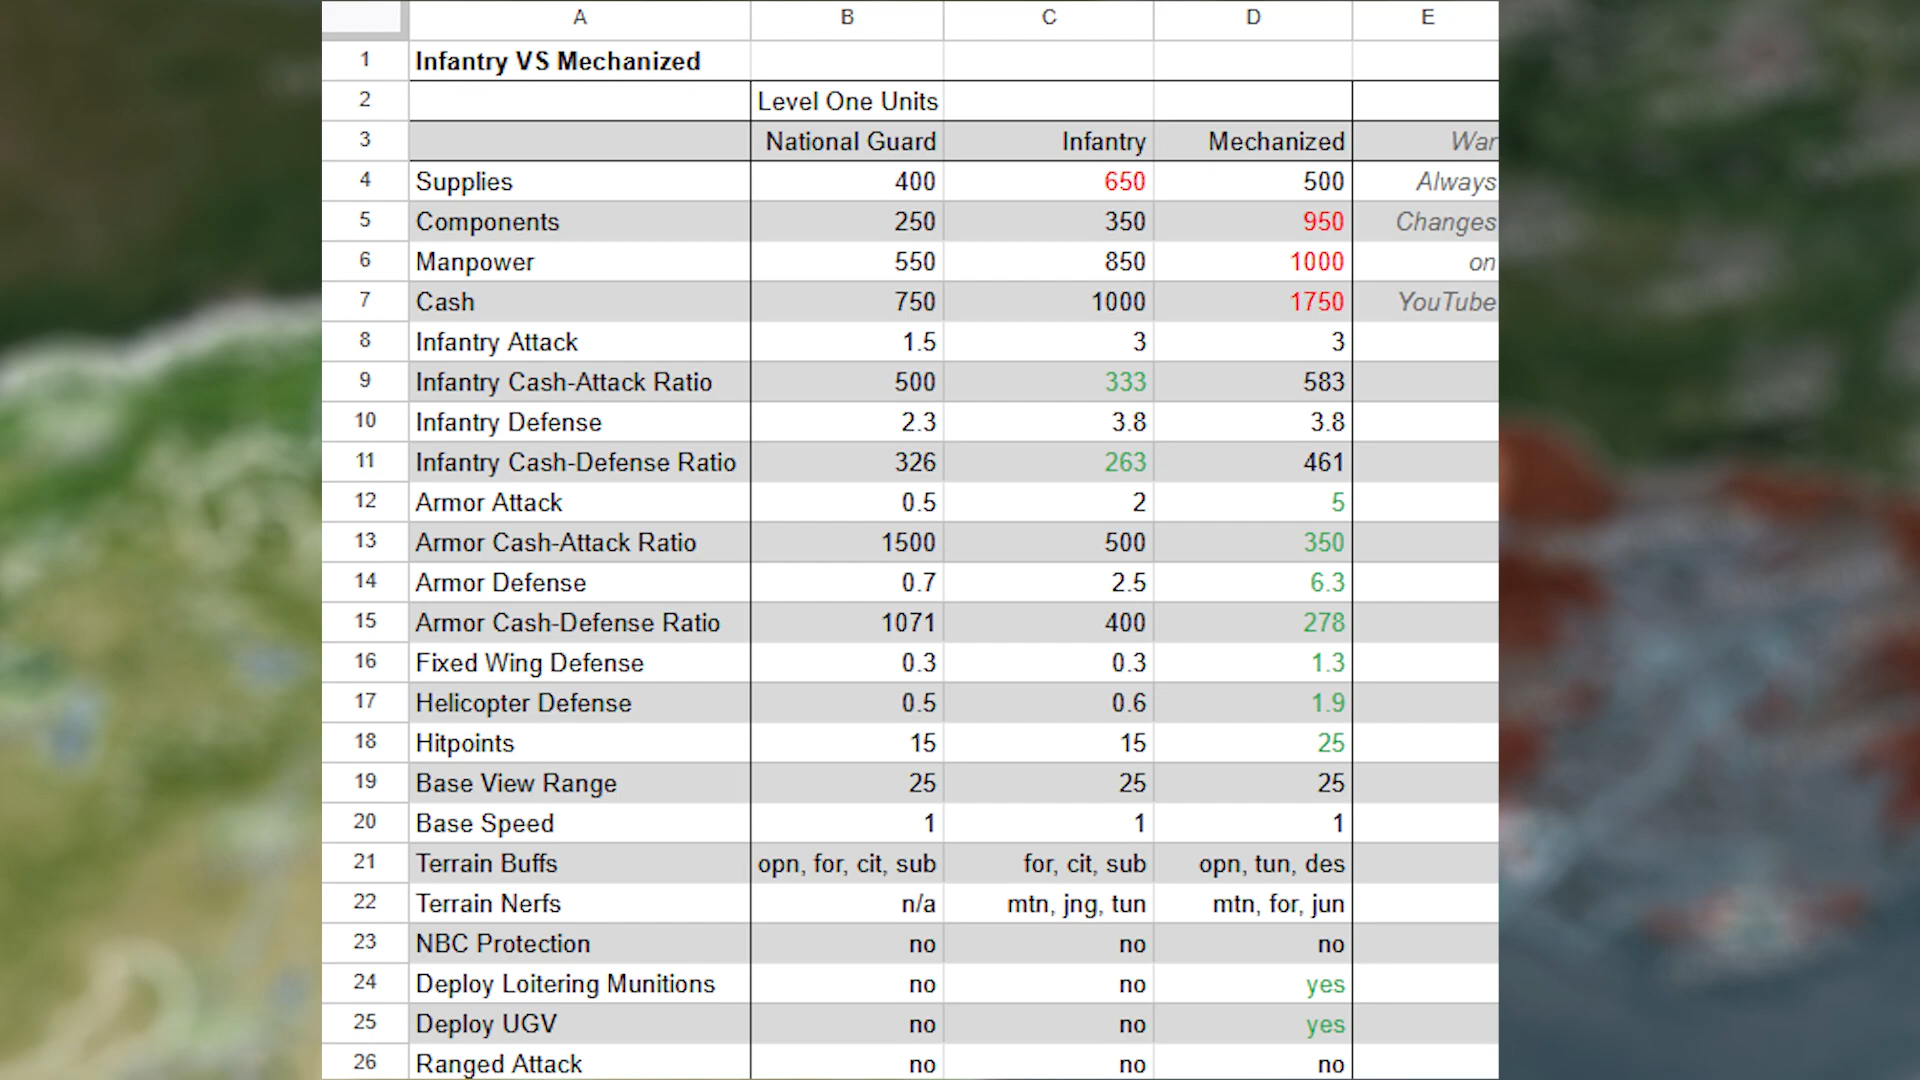 A B C D E
1 Infantry VS Mechanized
2 Level One Units
3 National Guard Infantry Mechanized War
4 Supplies 400 650 500 Always
5 Components 250 350 950 Changes
6 Manpower 550 850 1000 on
7 Cash 750 1000 1750 YouTube
8 Infantry Attack 1.5 3 3
9 Infantry Cash-Attack Ratio 500 333 583
10 Infantry Defense 2.3 3.8 3.8
11 Infantry Cash-Defense Ratio 326 263 461
12 Armor Attack 0.5 2 5
13 Armor Cash-Attack Ratio 1500 500 350
14 Armor Defense 0.7 2.5 6.3
15 Armor Cash-Defense Ratio 1071 400 278
16 Fixed Wing Defense 0.3 0.3 1.3
17 Helicopter Defense 0.5 0.6 1.9
18 Hitpoints 15 15 25
19 Base View Range 25 25 25
20 Base Speed 1 1 1
21 Terrain Buffs opn, for, cit, sub for, cit, sub opn, tun, des
22 Terrain Nerfs n/a mtn, jng, tun mtn, for, jun
23 NBC Protection no no no
24 Deploy Loitering Munitions no no yes
25 Deploy UGV no no yes
26 Ranged Attack no no no